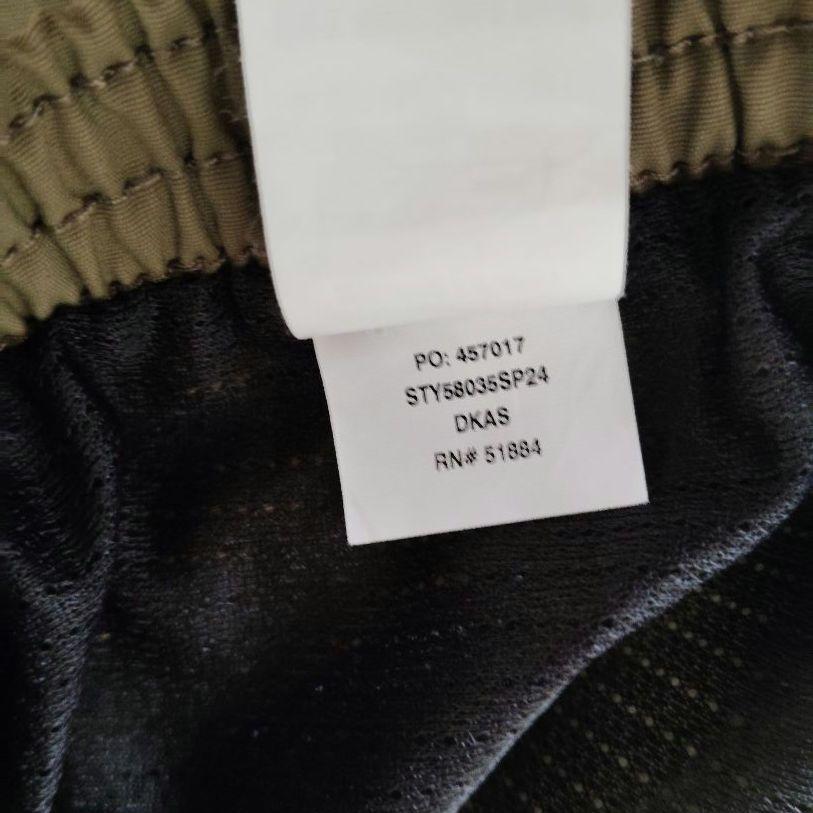 PO: 457017
STY58035SP24
DKAS
RN# 51884